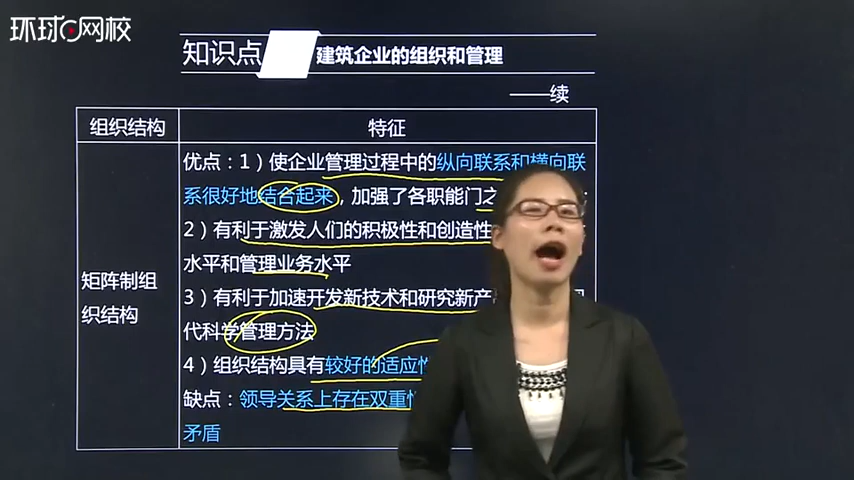 环球网校
知识点 建筑企业的组织和管理
——续
组织结构 特征
优点：1）使企业管理过程中的纵向联系和横向联
系很好地结合起来，加强了各职能门之
2）有利于激发人们的积极性和创造性
水平和管理业务水平
3）有利于加速开发新技术和研究新产
代科学管理方法
4）组织结构具有较好的适应性
缺点：领导关系上存在双重性
矛盾
矩阵制组
织结构